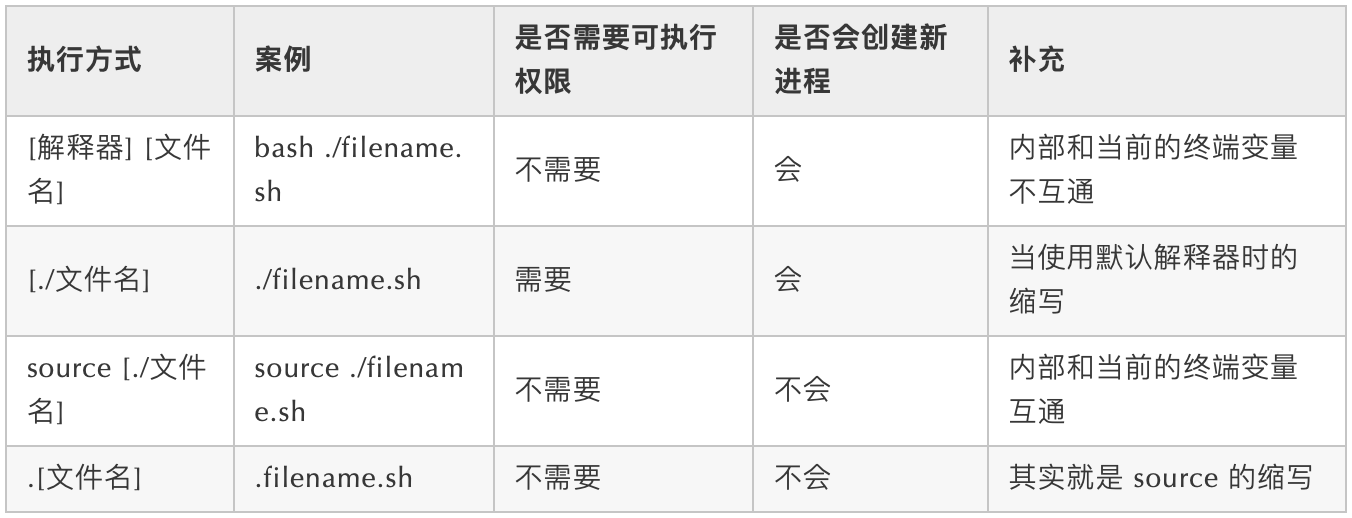 执行方式
案例
是否需要可执行
权限
是否会创建新
进程
补充
[解释器] [文件
名]
bash ./filename.
sh
不需要
会
内部和当前的终端变量
不互通
[./文件名]
./filename.sh
需要
会
当使用默认解释器时的
缩写
source [./文件
名]
source ./filenam
e.sh
不需要
不会
内部和当前的终端变量
互通
.[文件名]
.filename.sh
不需要
不会
其实就是 source 的缩写